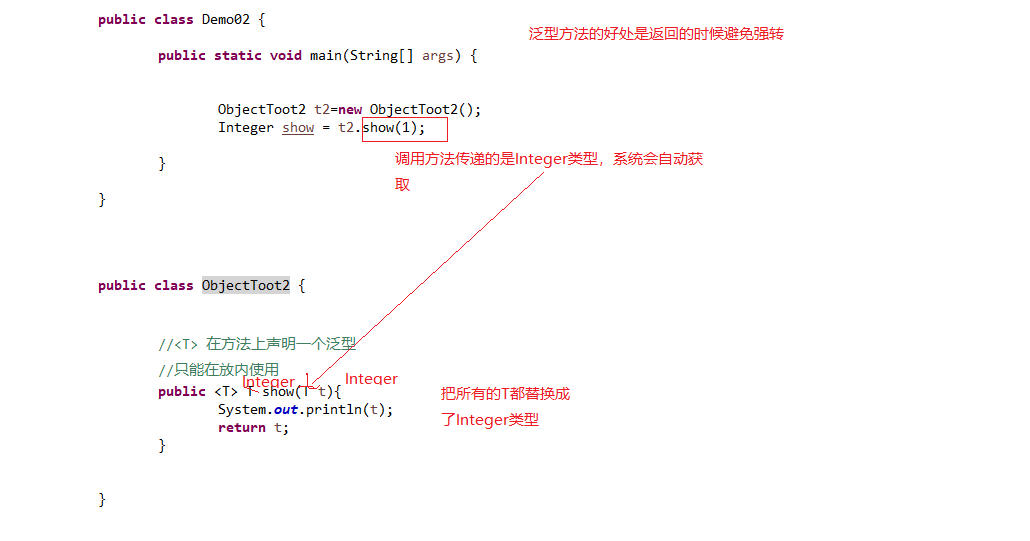 public class Demo02 {
泛型方法的好处是返回的时候避免强转
public static void main(String[] args) {
ObjectToot2 t2=new ObjectToot2();
Integer show = t2.show(1);
}
调用方法传递的是Integer类型，系统会自动获
取
}
public class ObjectToot2 {
//<T> 在方法上声明一个泛型
//只能在放内使用
Integer
Integer
public <T> T show(T t){
System.out.println(t);
return t;
}
把所有的T都替换成
了Integer类型
}